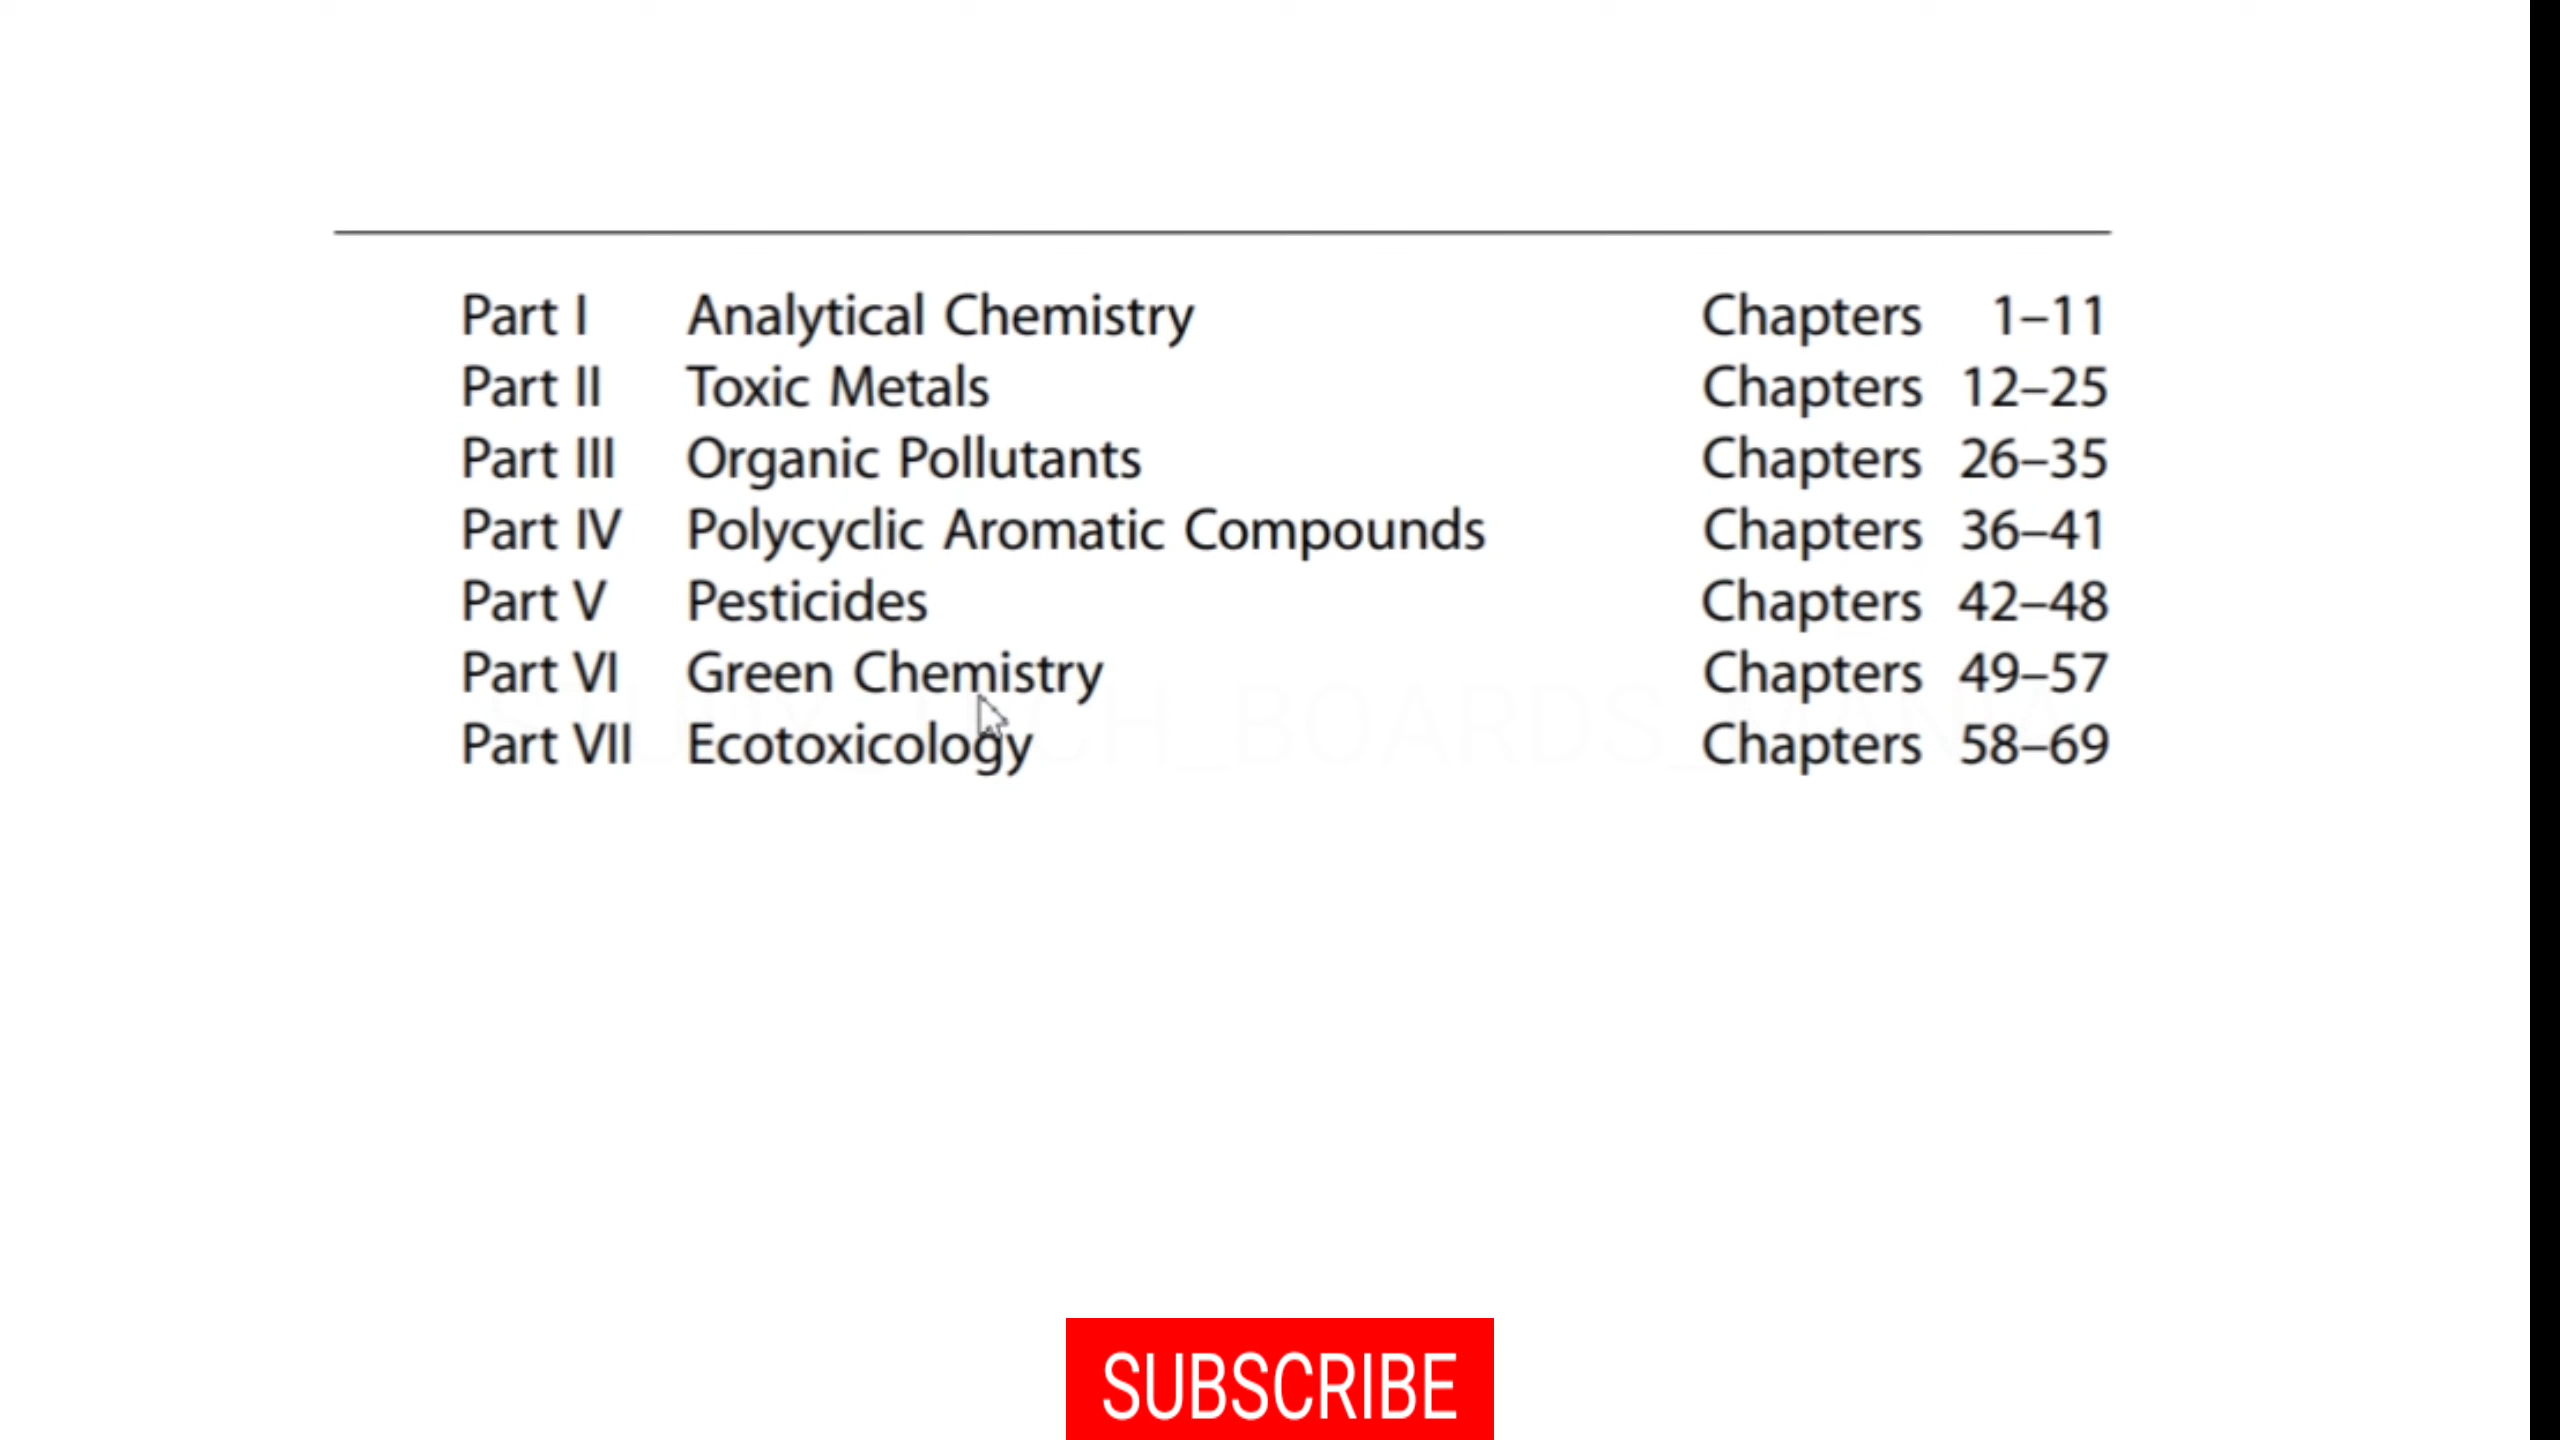 Part I Analytical Chemistry Chapters 1–11
Part II Toxic Metals Chapters 12–25
Part III Organic Pollutants Chapters 26–35
Part IV Polycyclic Aromatic Compounds Chapters 36–41
Part V Pesticides Chapters 42–48
Part VI Green Chemistry Chapters 49–57
Part VII Ecotoxicology Chapters 58–69
SUBSCRIBE